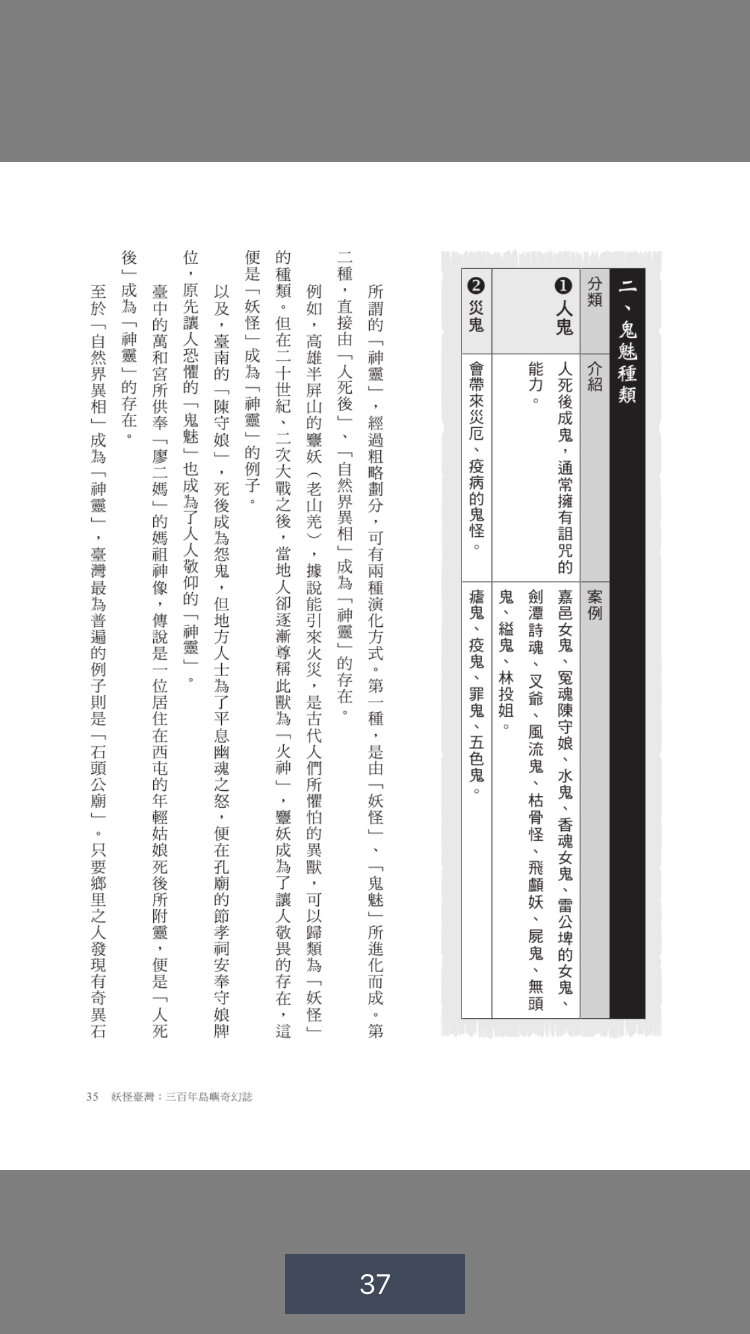 二、鬼魅種類
分類
介紹
案例
❶人鬼
人死後成鬼，通常擁有詛咒的
能力。
嘉邑女鬼、冤魂陳守娘、水鬼、香魂女鬼、雷公埤的女鬼、
劍潭詩魂、叉爺、風流鬼、枯骨怪、飛顱妖、屍鬼、無頭
鬼、縊鬼、林投姐。
❷災鬼
會帶來災厄、疫病的鬼怪。
瘧鬼、疫鬼、罪鬼、五色鬼。
所謂的「神靈」，經過粗略劃分，可有兩種演化方式。第一種，是由「妖怪」、「鬼魅」所進化而成。第
二種，直接由「人死後」、「自然界異相」成為「神靈」的存在。
例如，高雄半屏山的䖟妖（老山羌），據說能引來火災，是古代人們所懼怕的異獸，可以歸類為「妖怪」
的種類。但在二十世紀、二次大戰之後，當地人卻逐漸尊稱此獸為「火神」，䖟妖成為了讓人敬畏的存在，這
便是「妖怪」成為「神靈」的例子。
以及，臺南的「陳守娘」，死後成為怨鬼，但地方人士為了平息幽魂之怒，便在孔廟的節孝祠安奉守娘牌
位，原先讓人恐懼的「鬼魅」也成為了人人敬仰的「神靈」。
臺中的萬和宮所供奉「廖二媽」的媽祖神像，傳說是一位居住在西屯的年輕姑娘死後所附靈，便是「人死
後」成為「神靈」的存在。
至於「自然界異相」成為「神靈」，臺灣最為普遍的例子則是「石頭公廟」。只要鄉里之人發現有奇異石
35 妖怪臺灣：三百年島嶼奇幻誌
37